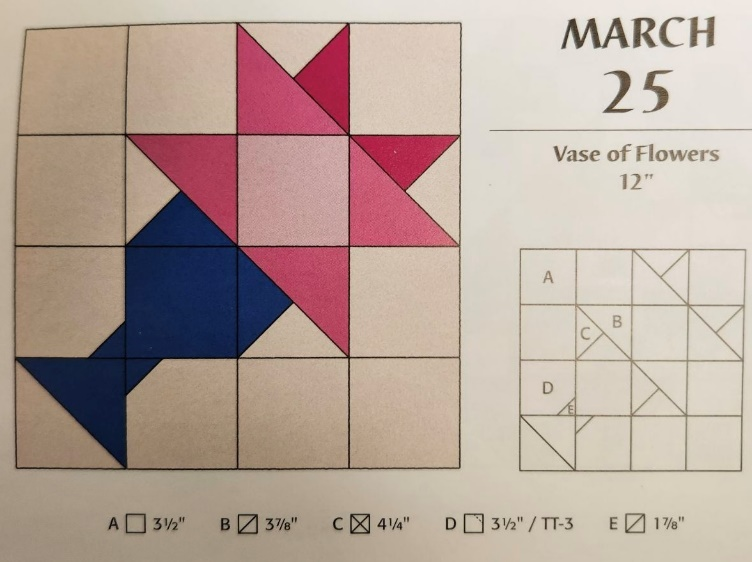 MARCH
25
Vase of Flowers
12"
A
B
C
D
E
A 3½" B 3⅞" C 4¼" D 3½" / TT-3 E 1⅞"